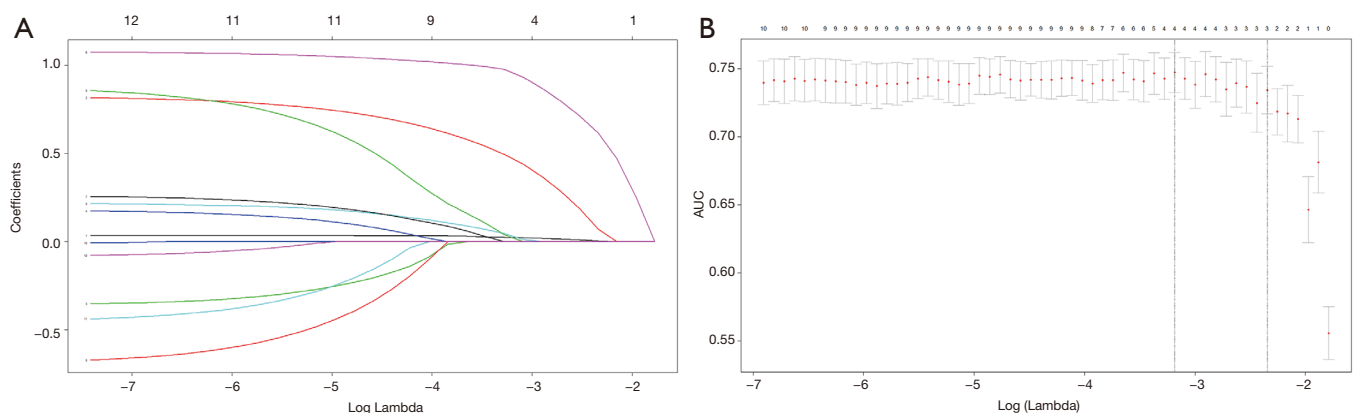 A
12 11 11 9 4 1
1.0
0.5
0.0
−0.5
Coefficients
−7 −6 −5 −4 −3 −2
Log Lambda
B
10 10 10 9 9 9 9 9 9 9 9 9 9 9 9 9 9 9 9 9 9 9 9 9 9 9 9 9 9 9 8 7 7 6 6 6 5 4 4 4 4 4 4 3 3 3 3 3 2 2 2 1 1 0
0.75
0.70
0.65
0.60
0.55
AUC
−7 −6 −5 −4 −3 −2
Log (Lambda)